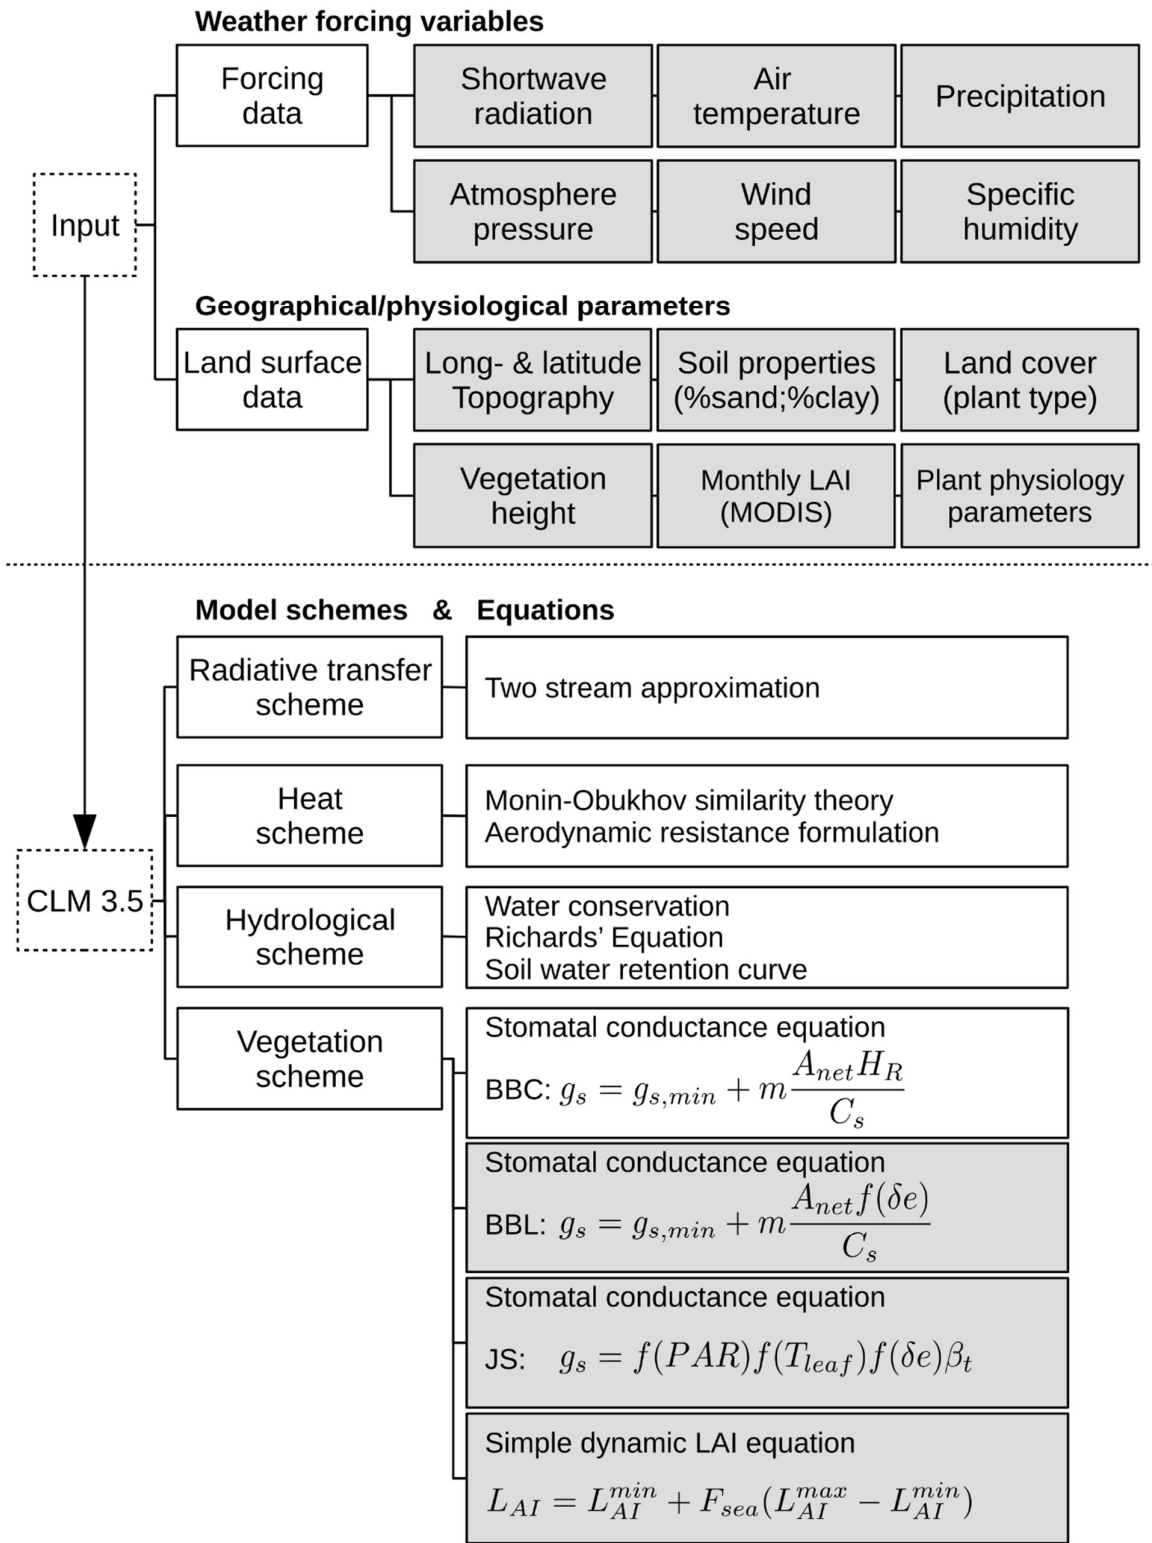 Weather forcing variables
Forcing
data
Shortwave
radiation
Air
temperature
Precipitation
Atmosphere
pressure
Wind
speed
Specific
humidity
Input
Geographical/physiological parameters
Land surface
data
Long- & latitude
Topography
Soil properties
(%sand;%clay)
Land cover
(plant type)
Vegetation
height
Monthly LAI
(MODIS)
Plant physiology
parameters
Model schemes & Equations
Radiative transfer
scheme
Two stream approximation
Heat
scheme
Monin-Obukhov similarity theory
Aerodynamic resistance formulation
CLM 3.5
Hydrological
scheme
Water conservation
Richards’ Equation
Soil water retention curve
Vegetation
scheme
Stomatal conductance equation
BBC: $g_s = g_{s,min} + m\frac{A_{net}H_R}{C_s}$
Stomatal conductance equation
BBL: $g_s = g_{s,min} + m\frac{A_{net}f(\delta e)}{C_s}$
Stomatal conductance equation
JS: $g_s = f(PAR)f(T_{leaf})f(\delta e)\beta_t$
Simple dynamic LAI equation
$L_{AI} = L_{AI}^{min} + F_{sea}(L_{AI}^{max} - L_{AI}^{min})$